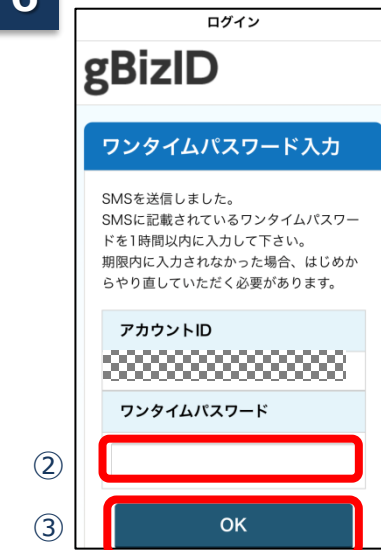 6
ログイン
gBizID
ワンタイムパスワード入力
SMSを送信しました。
SMSに記載されているワンタイムパスワー
ドを1時間以内に入力して下さい。
期限内に入力されなかった場合、はじめか
らやり直していただく必要があります。
アカウントID
ワンタイムパスワード
②
③
OK